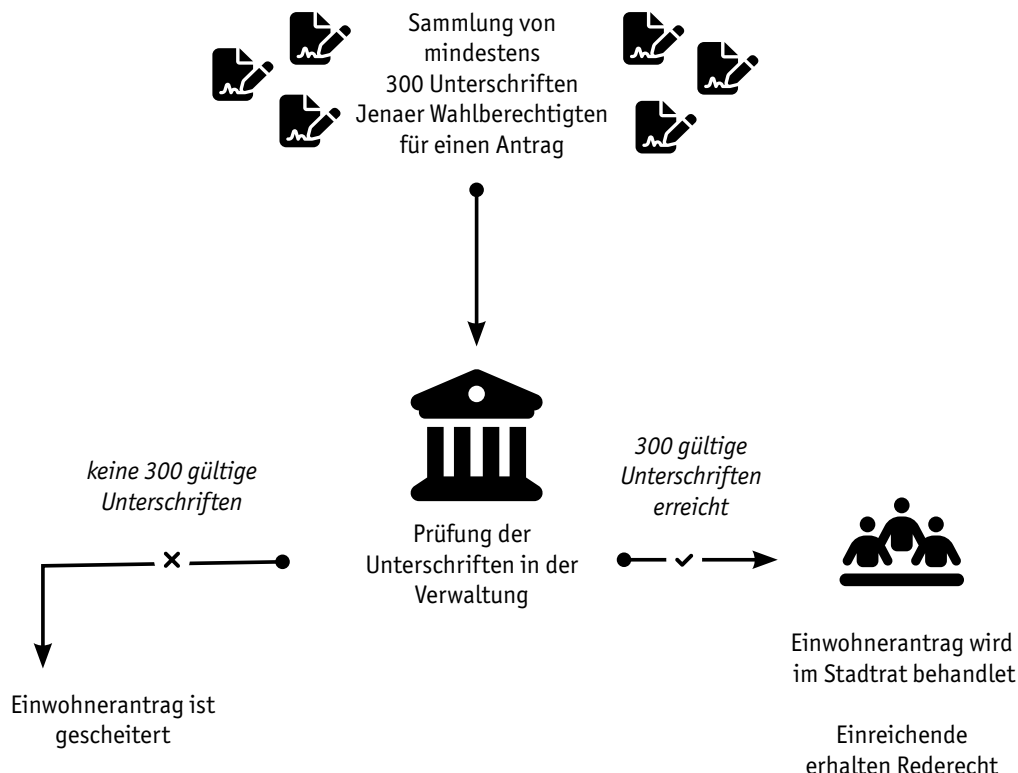 Sammlung von
mindestens
300 Unterschriften
Jenaer Wahlberechtigten
für einen Antrag
keine 300 gültige
Unterschriften
300 gültige
Unterschriften
erreicht
Prüfung der
Unterschriften in der
Verwaltung
Einwohnerantrag ist
gescheitert
Einwohnerantrag wird
im Stadtrat behandlet
Einreichende
erhalten Rederecht